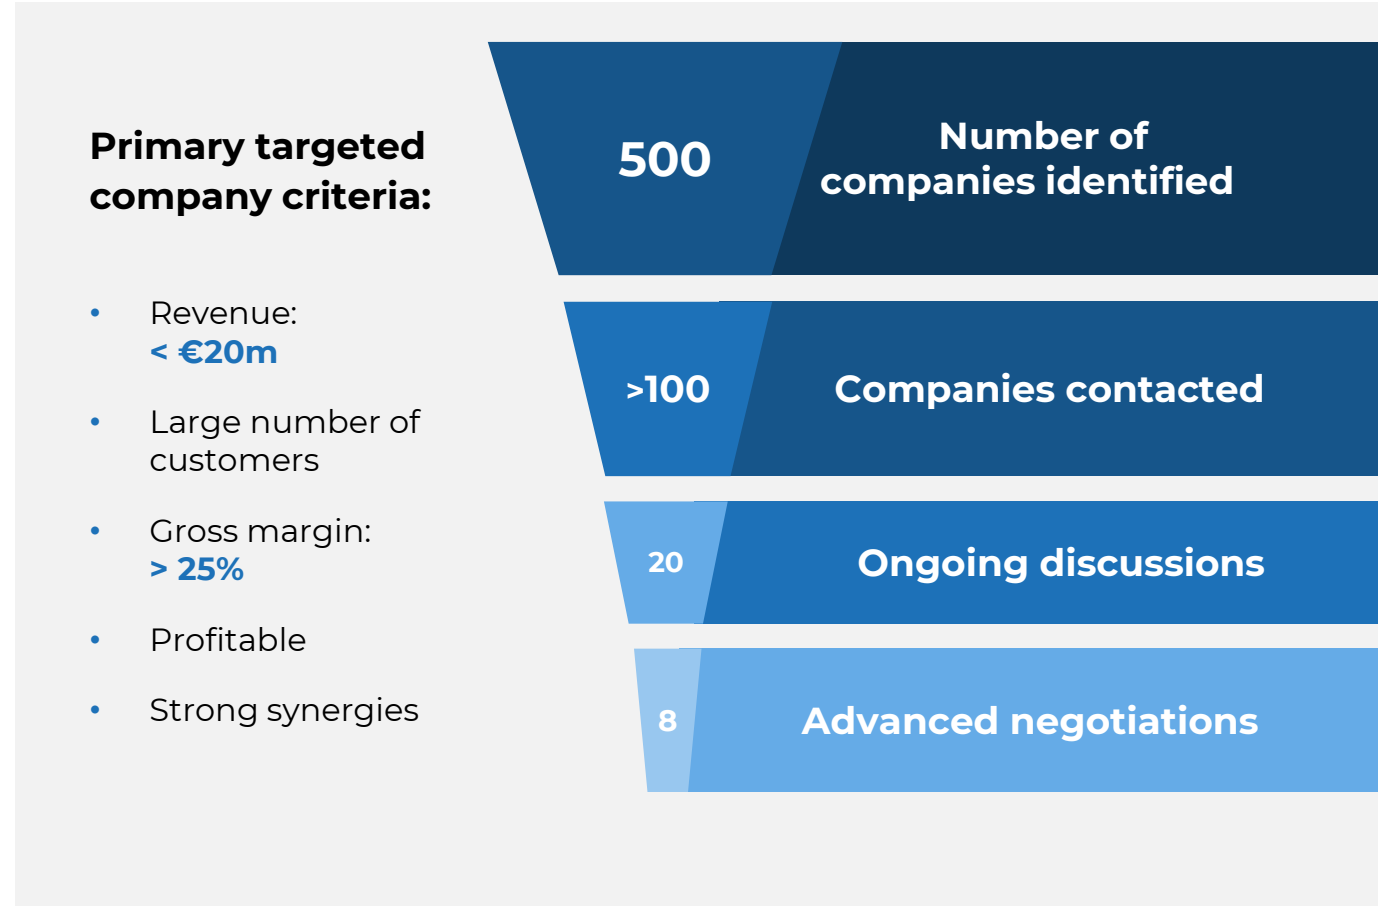 Primary targeted
company criteria:
• Revenue:
< €20m
• Large number of
customers
• Gross margin:
> 25%
• Profitable
• Strong synergies
500
Number of
companies identified
>100
Companies contacted
20
Ongoing discussions
8
Advanced negotiations